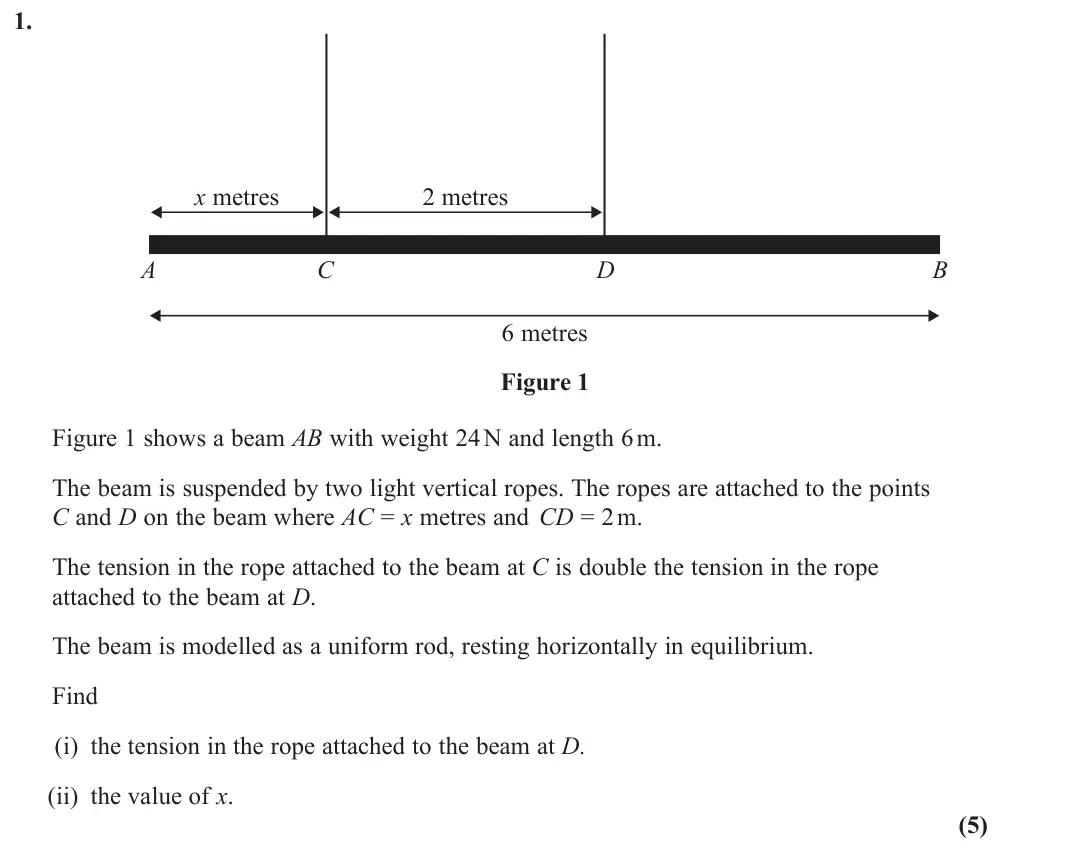 1.
x metres
2 metres
A
C
D
B
6 metres
Figure 1
Figure 1 shows a beam AB with weight 24 N and length 6 m.
The beam is suspended by two light vertical ropes. The ropes are attached to the points
C and D on the beam where AC = x metres and CD = 2 m.
The tension in the rope attached to the beam at C is double the tension in the rope
attached to the beam at D.
The beam is modelled as a uniform rod, resting horizontally in equilibrium.
Find
(i) the tension in the rope attached to the beam at D.
(ii) the value of x.
(5)